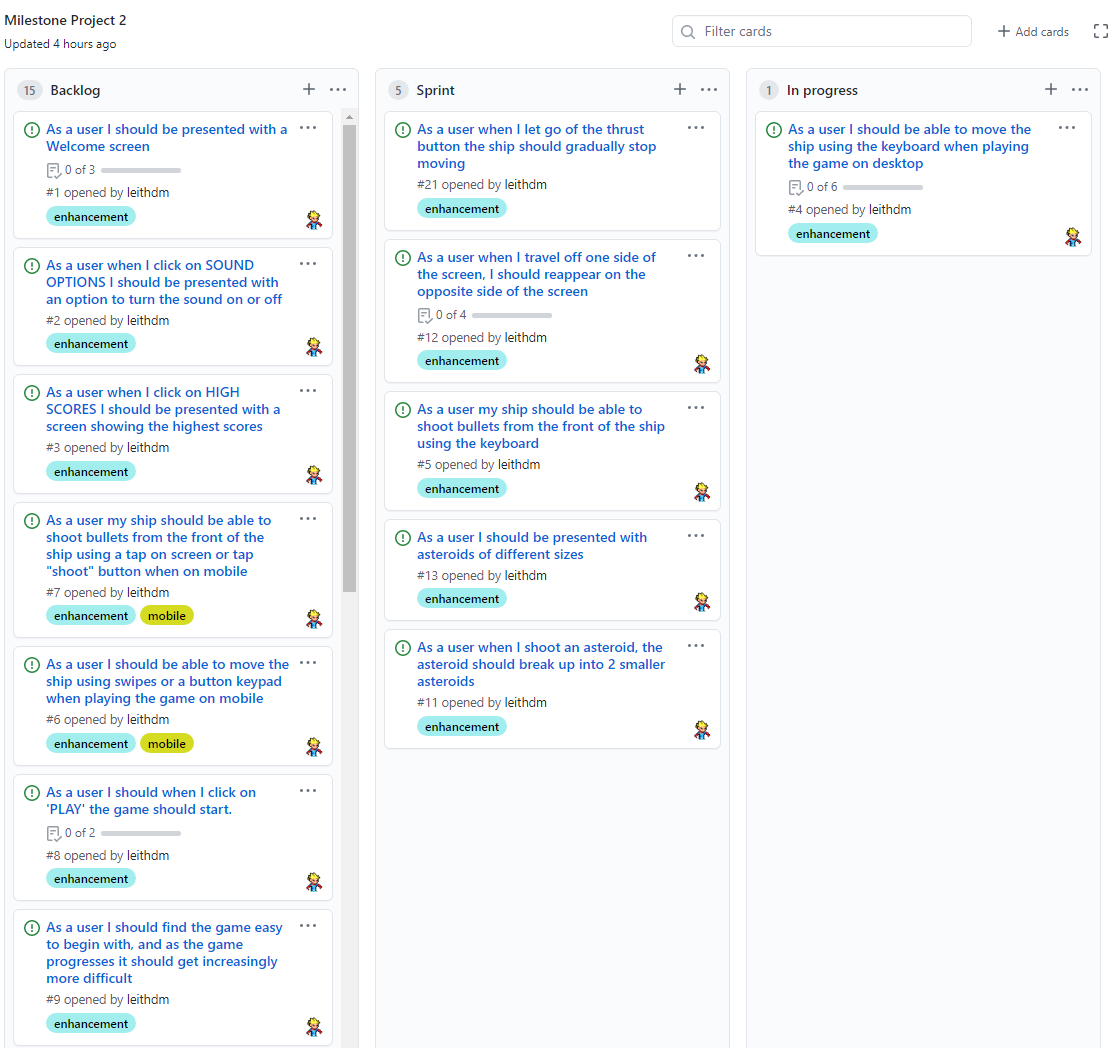 Milestone Project 2
Updated 4 hours ago
Filter cards
Add cards
15 Backlog
As a user I should be presented with a
Welcome screen
0 of 3
#1 opened by leithdm
enhancement
As a user when I click on SOUND
OPTIONS I should be presented with
an option to turn the sound on or off
#2 opened by leithdm
enhancement
As a user when I click on HIGH
SCORES I should be presented with a
screen showing the highest scores
#3 opened by leithdm
enhancement
As a user my ship should be able to
shoot bullets from the front of the
ship using a tap on screen or tap
"shoot" button when on mobile
#7 opened by leithdm
enhancement mobile
As a user I should be able to move the
ship using swipes or a button keypad
when playing the game on mobile
#6 opened by leithdm
enhancement mobile
As a user I should when I click on
'PLAY' the game should start.
0 of 2
#8 opened by leithdm
enhancement
As a user I should find the game easy
to begin with, and as the game
progresses it should get increasingly
more difficult
#9 opened by leithdm
enhancement
5 Sprint
As a user when I let go of the thrust
button the ship should gradually stop
moving
#21 opened by leithdm
enhancement
As a user when I travel off one side of
the screen, I should reappear on the
opposite side of the screen
0 of 4
#12 opened by leithdm
enhancement
As a user my ship should be able to
shoot bullets from the front of the ship
using the keyboard
#5 opened by leithdm
enhancement
As a user I should be presented with
asteroids of different sizes
#13 opened by leithdm
enhancement
As a user when I shoot an asteroid, the
asteroid should break up into 2 smaller
asteroids
#11 opened by leithdm
enhancement
1 In progress
As a user I should be able to move the
ship using the keyboard when playing
the game on desktop
0 of 6
#4 opened by leithdm
enhancement